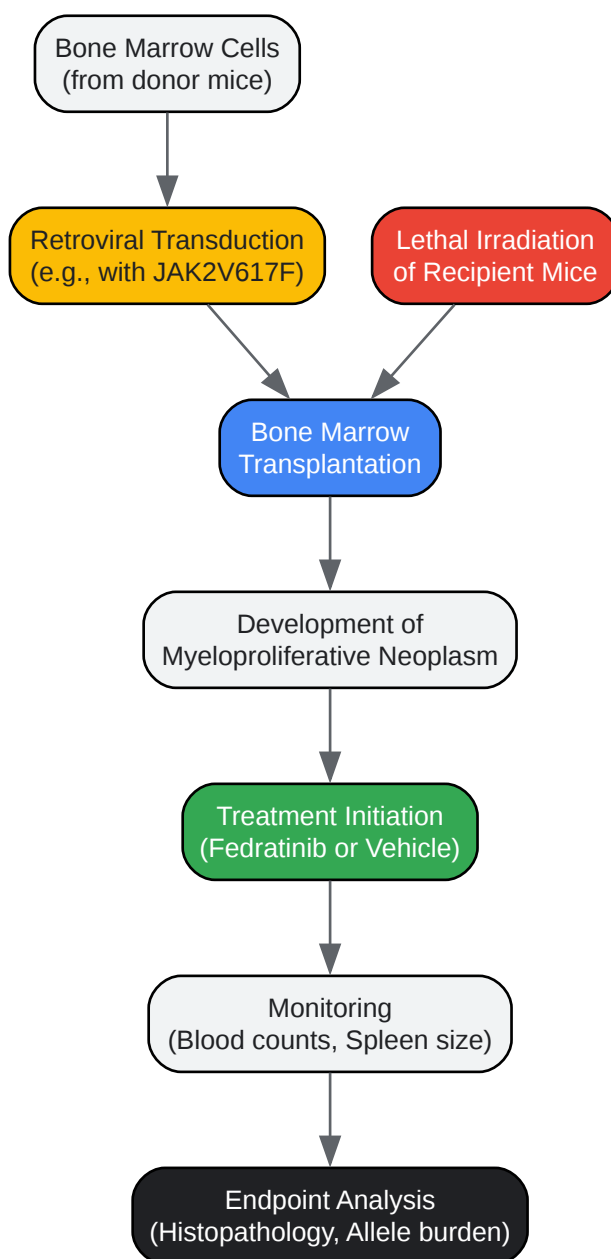 Bone Marrow Cells
(from donor mice)
Retroviral Transduction
(e.g., with JAK2V617F)
Lethal Irradiation
of Recipient Mice
Bone Marrow
Transplantation
Development of
Myeloproliferative Neoplasm
Treatment Initiation
(Fedratinib or Vehicle)
Monitoring
(Blood counts, Spleen size)
Endpoint Analysis
(Histopathology, Allele burden)